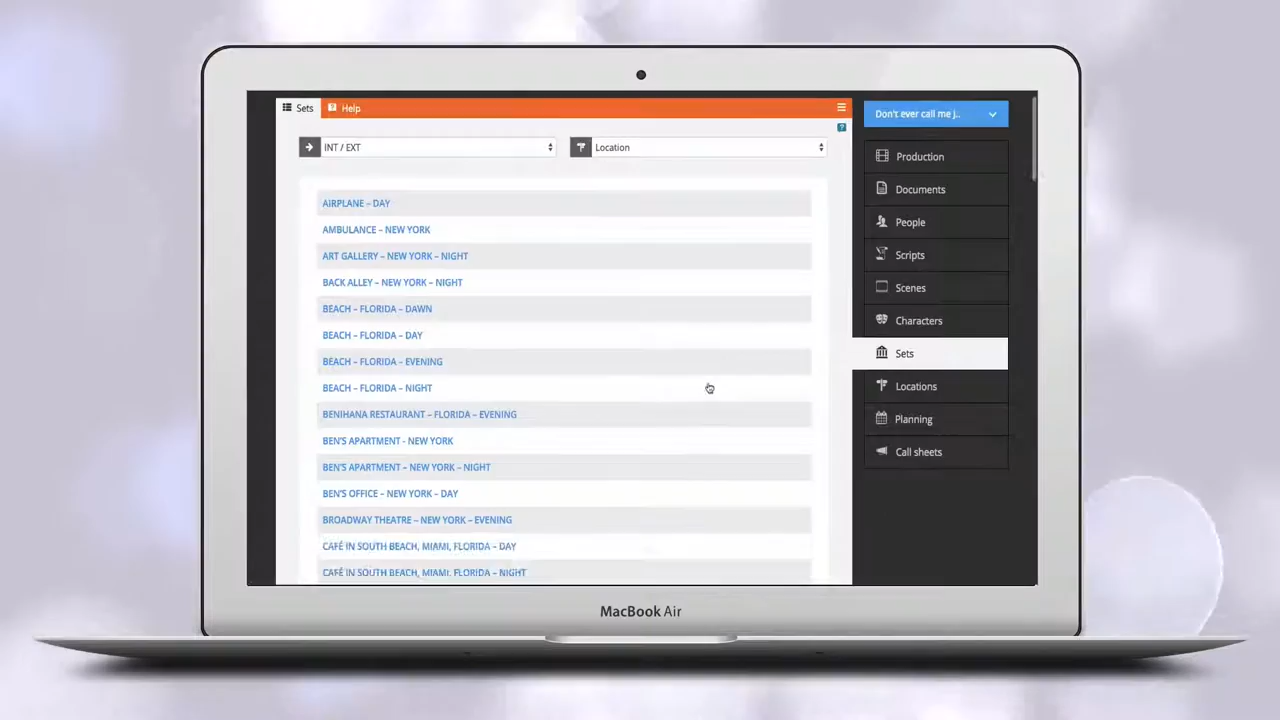 Sets
Help
Don't ever call me J..
INT / EXT
Location
AIRPLANE – DAY
AMBULANCE – NEW YORK
ART GALLERY – NEW YORK – NIGHT
BACK ALLEY – NEW YORK – NIGHT
BEACH – FLORIDA – DAWN
BEACH – FLORIDA – DAY
BEACH – FLORIDA – EVENING
BEACH – FLORIDA – NIGHT
BENIHANA RESTAURANT – FLORIDA – EVENING
BEN'S APARTMENT - NEW YORK
BEN'S APARTMENT – NEW YORK – NIGHT
BEN'S OFFICE – NEW YORK – DAY
BROADWAY THEATRE – NEW YORK – EVENING
CAFÉ IN SOUTH BEACH, MIAMI, FLORIDA – DAY
CAFÉ IN SOUTH BEACH, MIAMI, FLORIDA – NIGHT
Production
Documents
People
Scripts
Scenes
Characters
Sets
Locations
Planning
Call sheets
MacBook Air